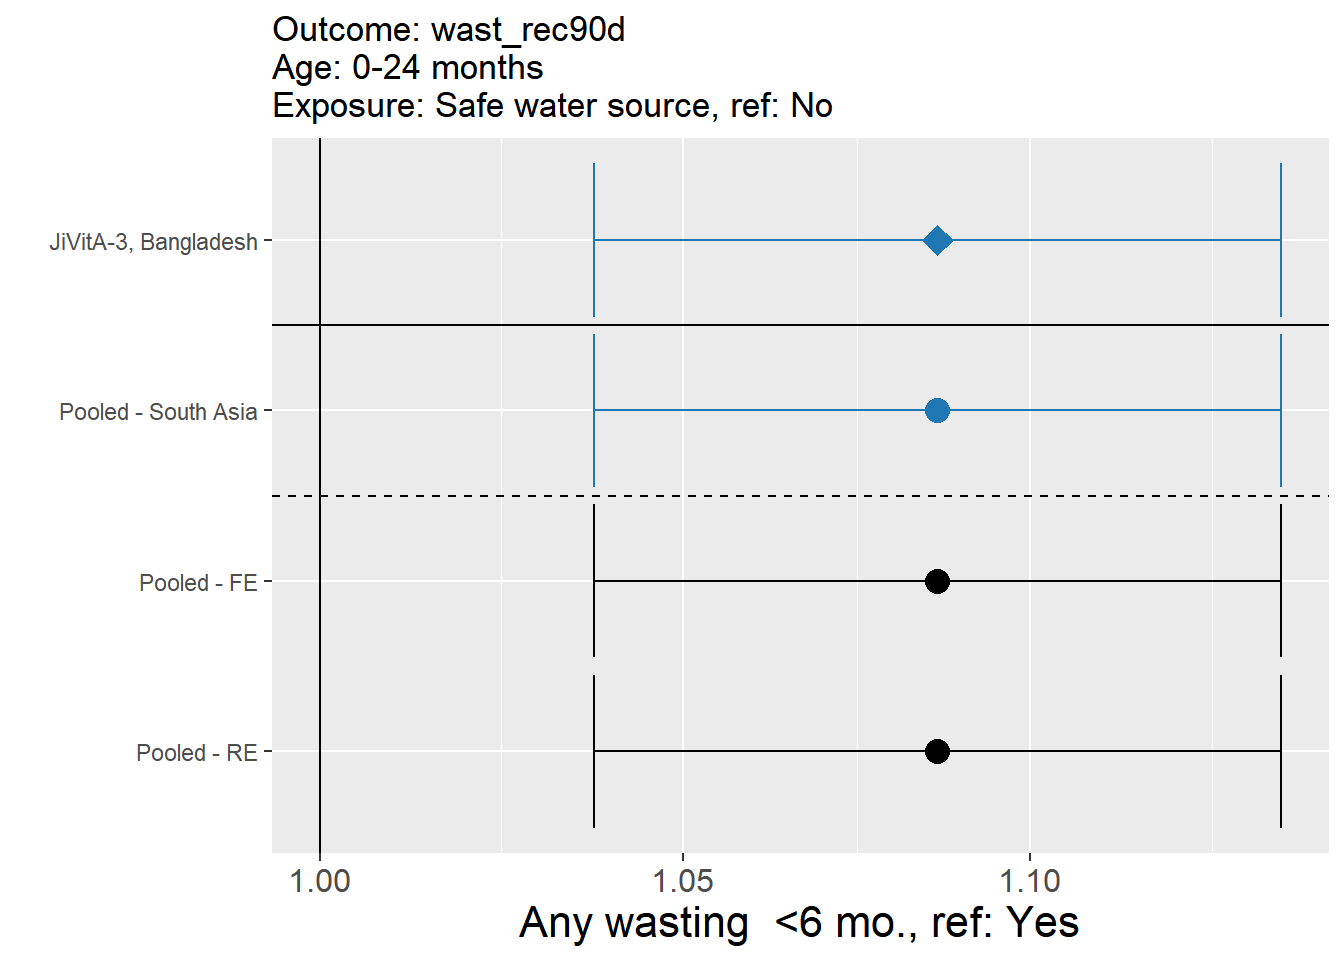 Outcome: wast_rec90d
Age: 0-24 months
Exposure: Safe water source, ref: No
JiVitA-3, Bangladesh
Pooled - South Asia
Pooled - FE
Pooled - RE
1.00 1.05 1.10
Any wasting  <6 mo., ref: Yes